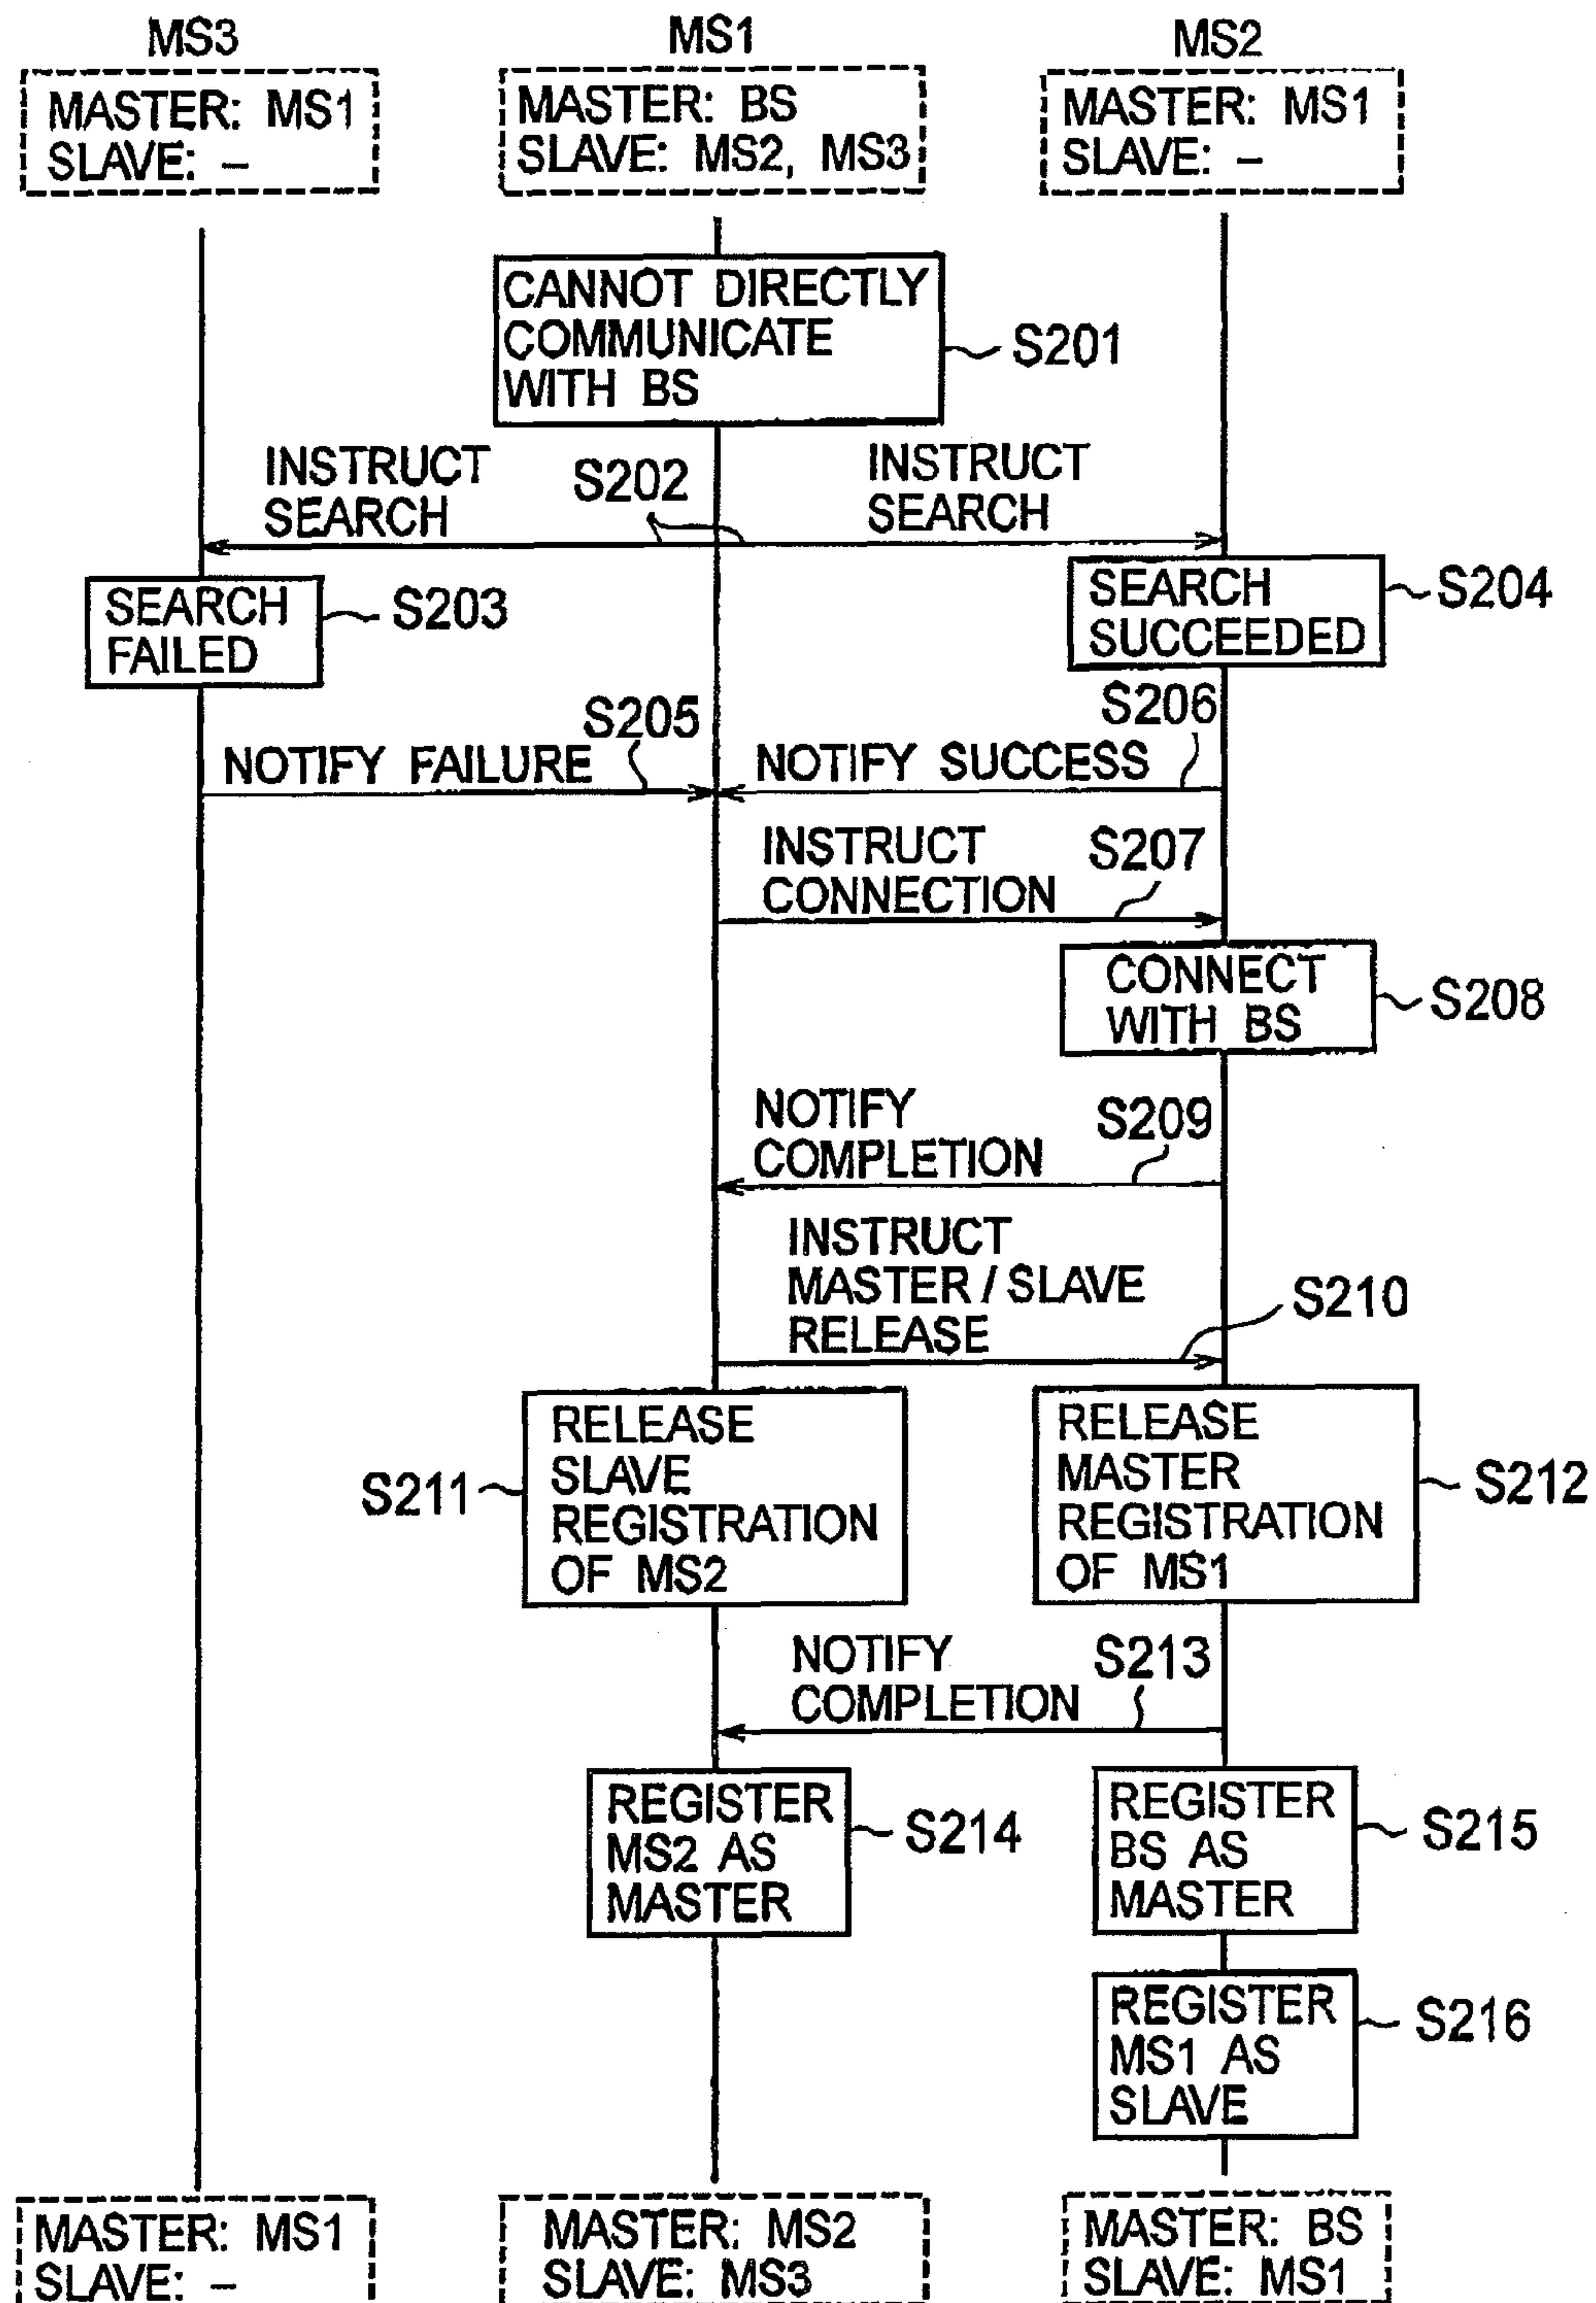 MS3
MS1
MS2
MASTER: MS1
SLAVE: –
MASTER: BS
SLAVE: MS2, MS3
MASTER: MS1
SLAVE: –
CANNOT DIRECTLY
COMMUNICATE
WITH BS
S201
INSTRUCT
SEARCH
S202
INSTRUCT
SEARCH
SEARCH
FAILED
S203
SEARCH
SUCCEEDED
S204
NOTIFY FAILURE
S205
NOTIFY SUCCESS
S206
INSTRUCT
CONNECTION
S207
CONNECT
WITH BS
S208
NOTIFY
COMPLETION
S209
INSTRUCT
MASTER / SLAVE
RELEASE
S210
S211
RELEASE
SLAVE
REGISTRATION
OF MS2
RELEASE
MASTER
REGISTRATION
OF MS1
S212
NOTIFY
COMPLETION
S213
REGISTER
MS2 AS
MASTER
S214
REGISTER
BS AS
MASTER
S215
REGISTER
MS1 AS
SLAVE
S216
MASTER: MS1
SLAVE: –
MASTER: MS2
SLAVE: MS3
MASTER: BS
SLAVE: MS1